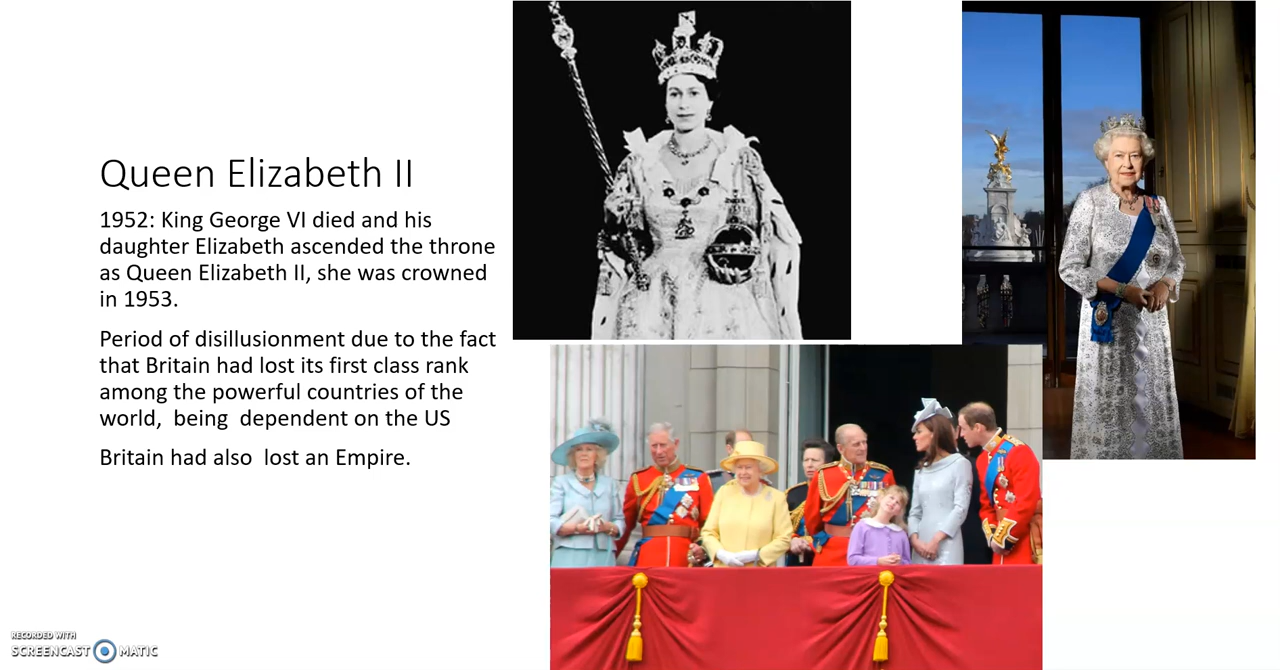 Queen Elizabeth II
1952: King George VI died and his
daughter Elizabeth ascended the throne
as Queen Elizabeth II, she was crowned
in 1953.
Period of disillusionment due to the fact
that Britain had lost its first class rank
among the powerful countries of the
world,  being  dependent on the US
Britain had also  lost an Empire.
RECORDED WITH
SCREENCAST MATIC